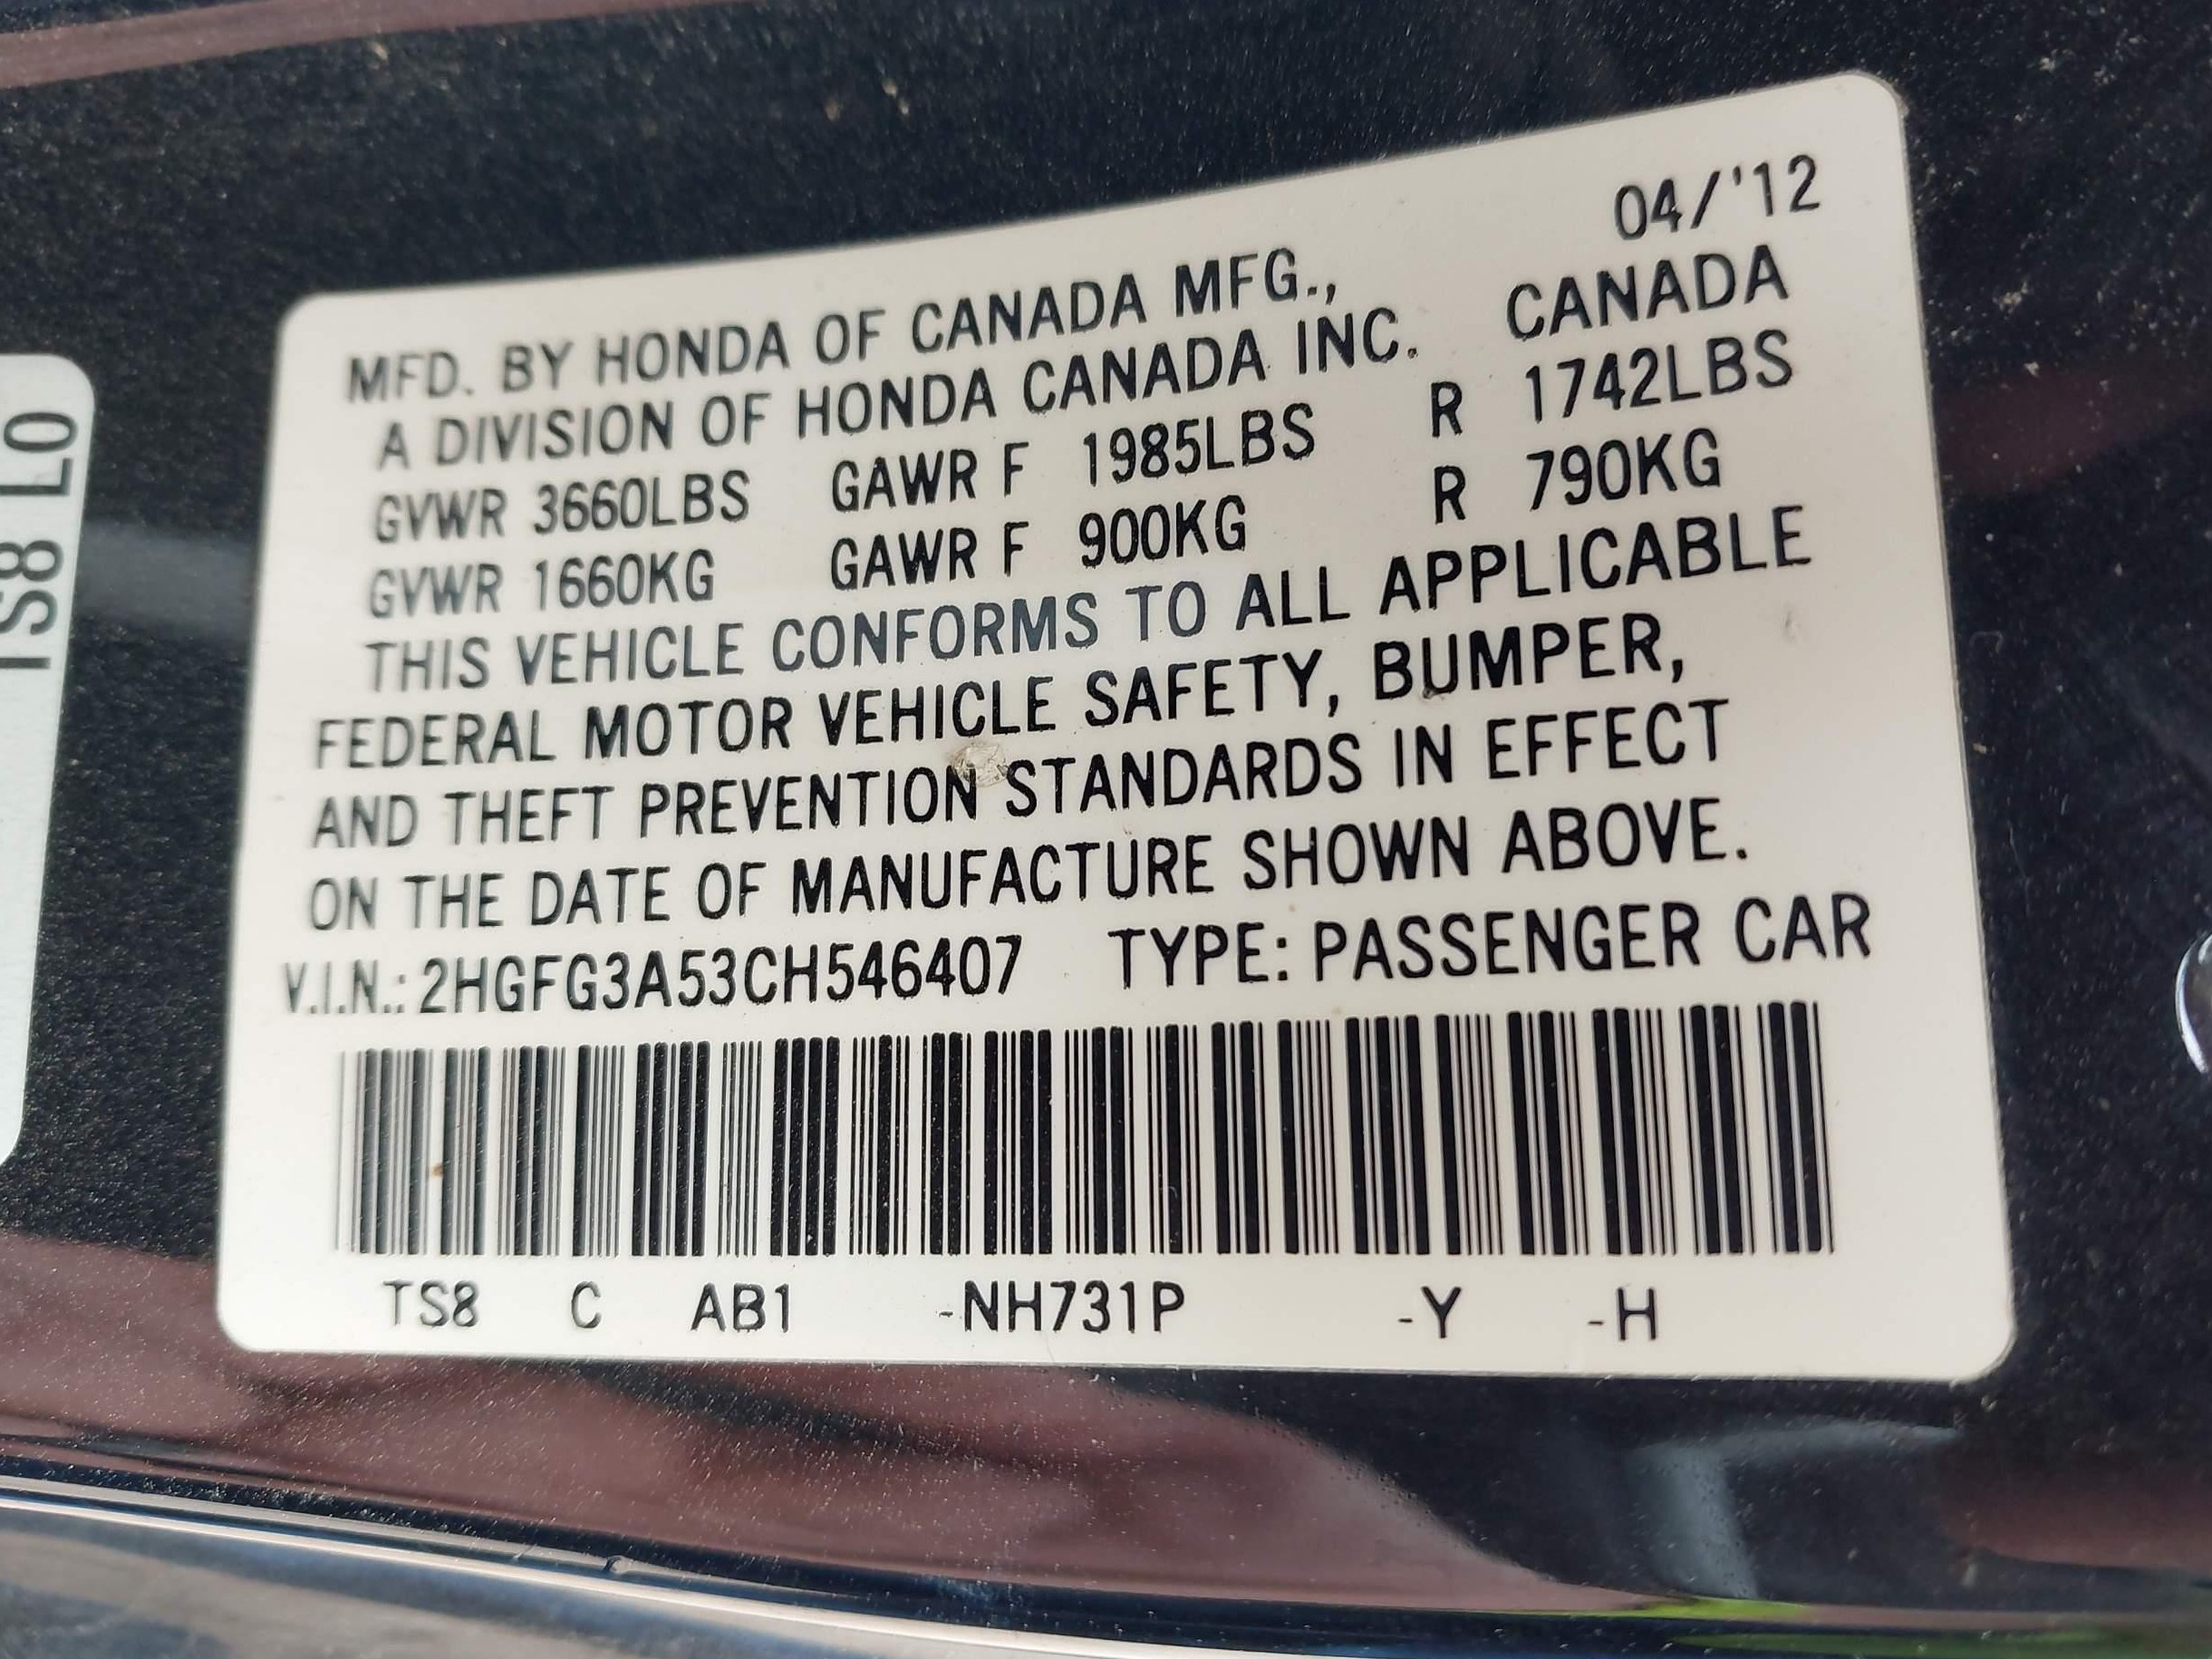 04/'12
MFD. BY HONDA OF CANADA MFG.,
A DIVISION OF HONDA CANADA INC. CANADA
GVWR 3660LBS GAWR F 1985LBS R 1742LBS
GVWR 1660KG GAWR F 900KG R 790KG
THIS VEHICLE CONFORMS TO ALL APPLICABLE
FEDERAL MOTOR VEHICLE SAFETY, BUMPER,
AND THEFT PREVENTION STANDARDS IN EFFECT
ON THE DATE OF MANUFACTURE SHOWN ABOVE.
V.I.N.: 2HGFG3A53CH546407 TYPE: PASSENGER CAR
TS8 C AB1 -NH731P -Y -H
TS8 L0